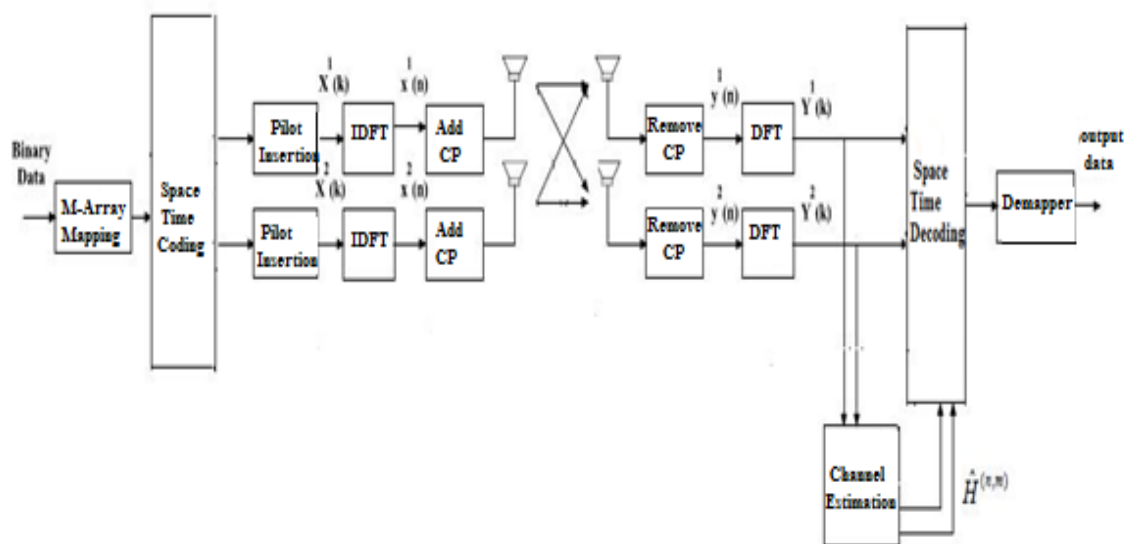 Binary
Data
M-Array
Mapping
Space
Time
Coding
Pilot
Insertion
1
X (k)
IDFT
1
x (n)
Add
CP
Pilot
Insertion
2
X (k)
IDFT
2
x (n)
Add
CP
Remove
CP
1
y (n)
DFT
1
Y (k)
Remove
CP
2
y (n)
DFT
2
Y (k)
Space
Time
Decoding
Demapper
output
data
Channel
Estimation
Ĥ(n,m)